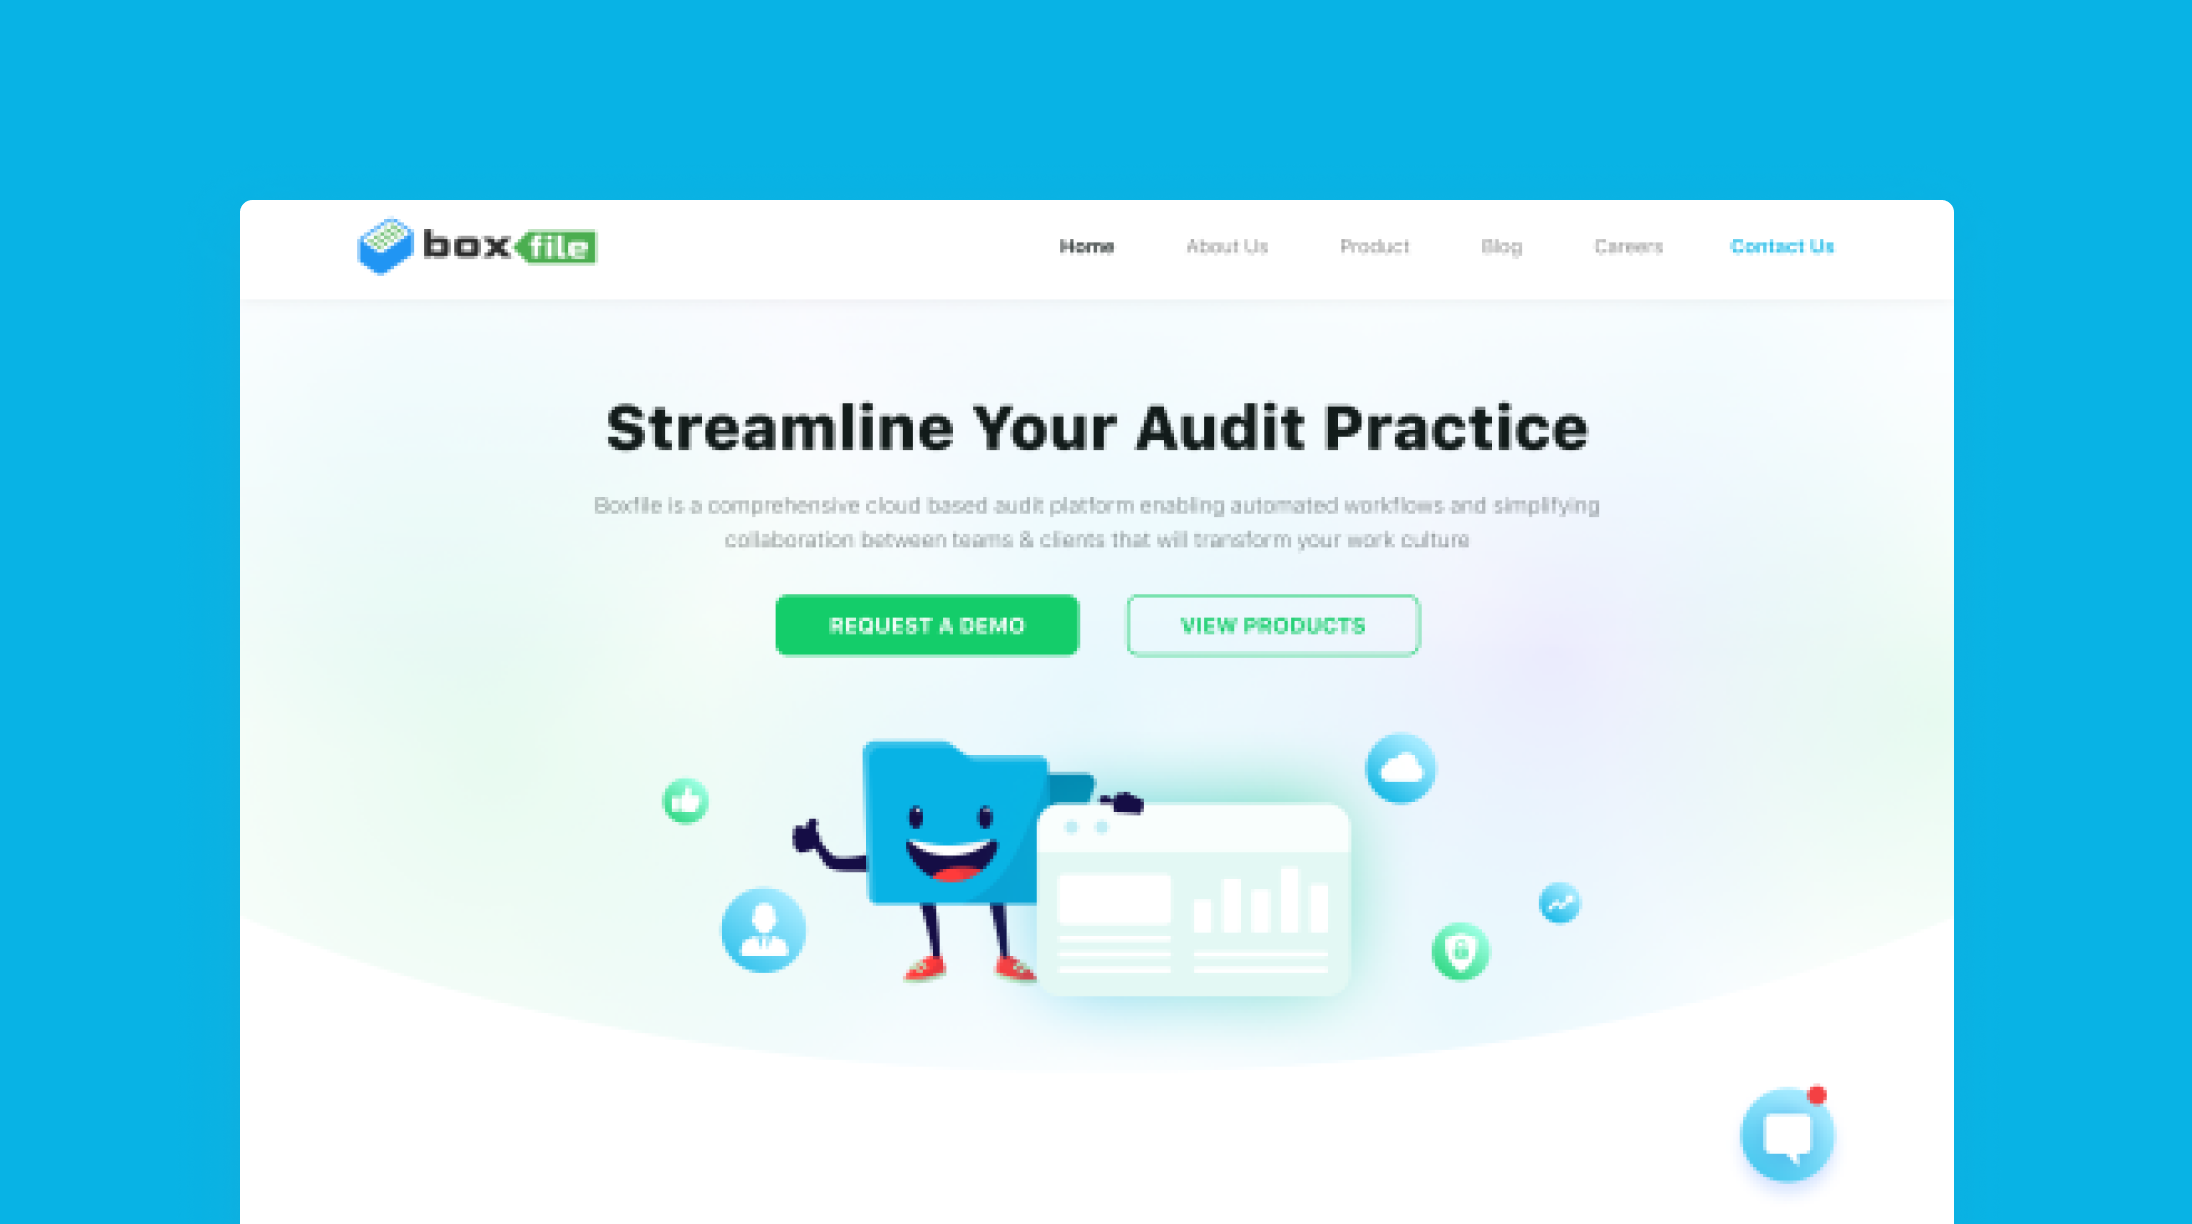 boxfile
Home About Us Product Blog Careers Contact Us
Streamline Your Audit Practice
Boxfile is a comprehensive cloud based audit platform enabling automated workflows and simplifying
collaboration between teams & clients that will transform your work culture
REQUEST A DEMO VIEW PRODUCTS